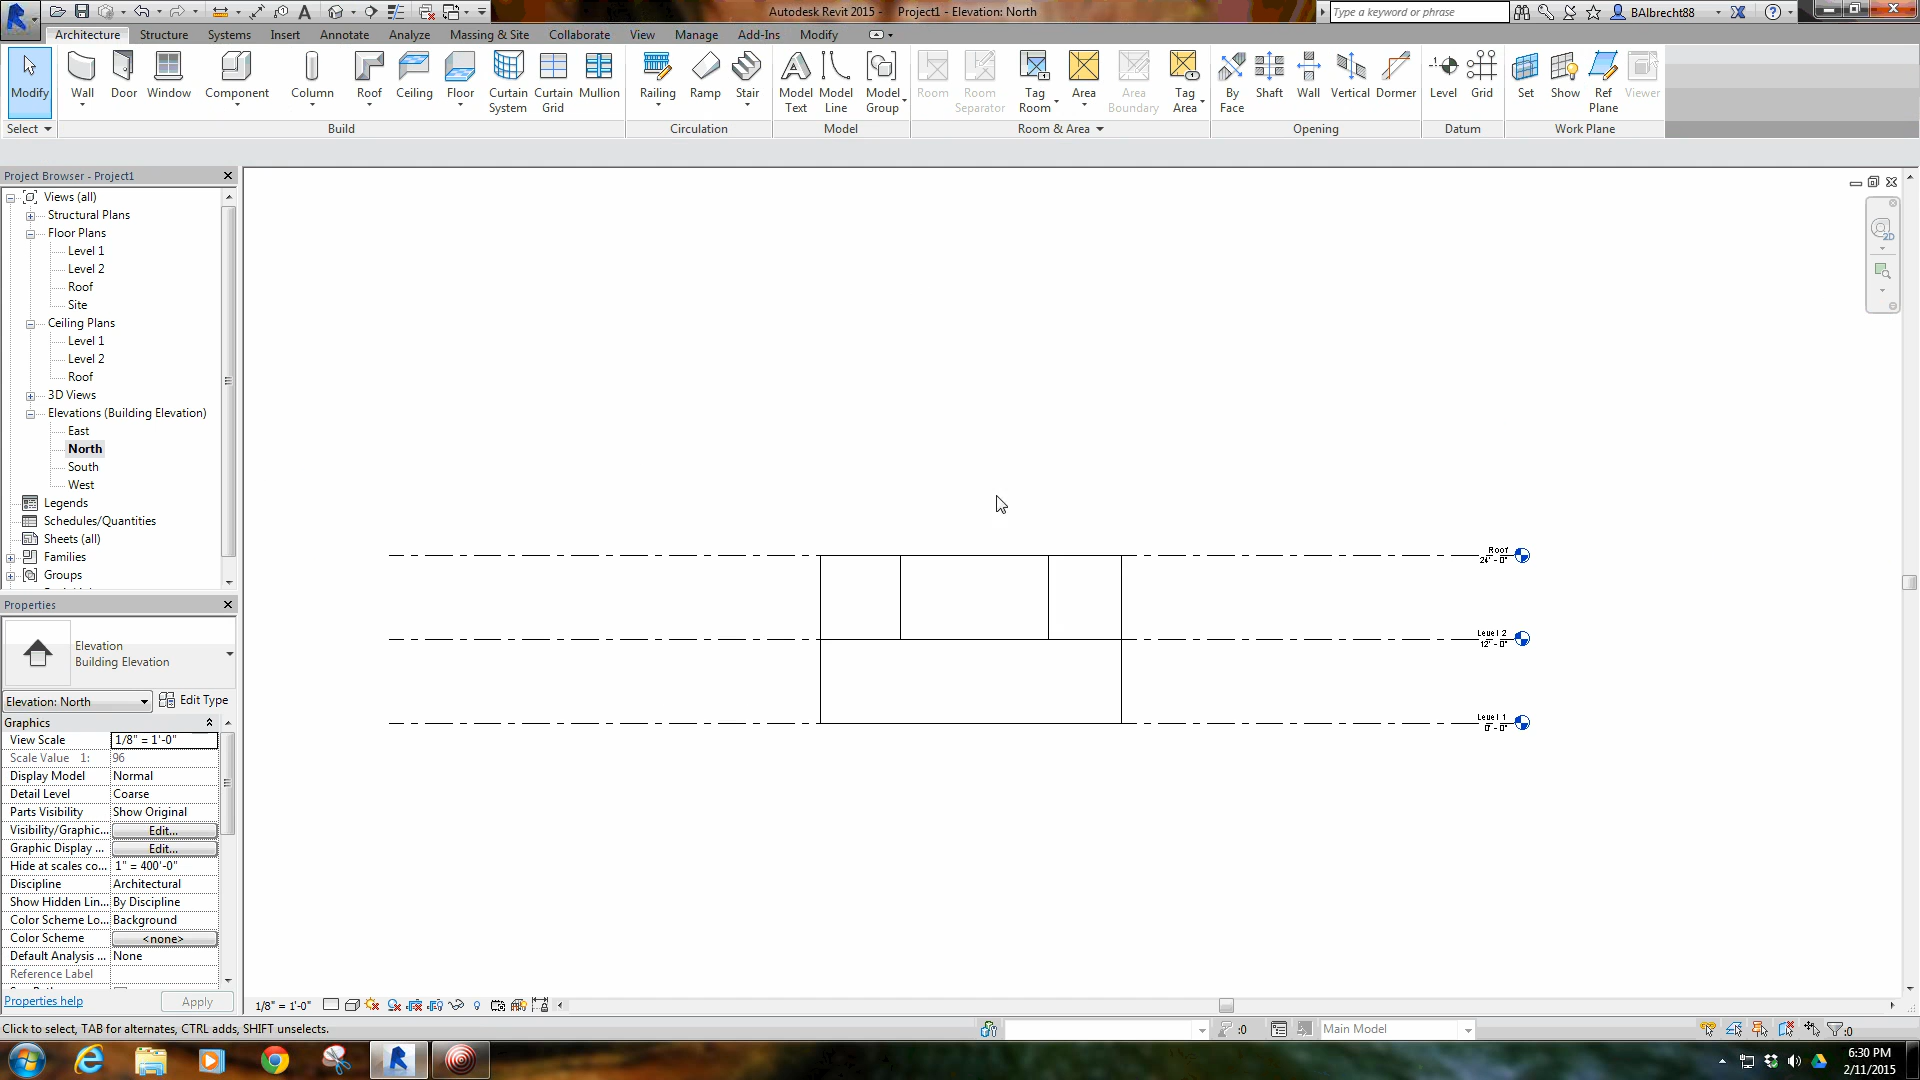 Autodesk Revit 2015 - Project1 - Elevation: North
Type a keyword or phrase
BAlbrecht88
Architecture Structure Systems Insert Annotate Analyze Massing & Site Collaborate View Manage Add-Ins Modify
Modify Wall Door Window Component Column Roof Ceiling Floor Curtain System Curtain Grid Mullion Railing Ramp Stair Model Text Model Line Model Group Room Room Separator Tag Room Area Area Boundary Tag Area By Face Shaft Wall Vertical Dormer Level Grid Set Show Ref Plane Viewer
Select Build Circulation Model Room & Area Opening Datum Work Plane
Project Browser - Project1
Views (all)
Structural Plans
Floor Plans
Level 1
Level 2
Roof
Site
Ceiling Plans
Level 1
Level 2
Roof
3D Views
Elevations (Building Elevation)
East
North
South
West
Legends
Schedules/Quantities
Sheets (all)
Families
Groups
Properties
Elevation
Building Elevation
Elevation: North Edit Type
Graphics
View Scale 1/8" = 1'-0"
Scale Value 1: 96
Display Model Normal
Detail Level Coarse
Parts Visibility Show Original
Visibility/Graphic... Edit...
Graphic Display ... Edit...
Hide at scales co... 1" = 400'-0"
Discipline Architectural
Show Hidden Lin... By Discipline
Color Scheme Lo... Background
Color Scheme <none>
Default Analysis ... None
Reference Label
Properties help Apply
Roof
24' - 0"
Level 2
12' - 0"
Level 1
0' - 0"
2D
1/8" = 1'-0"
Click to select, TAB for alternates, CTRL adds, SHIFT unselects.
:0
Main Model
:0
6:30 PM
2/11/2015